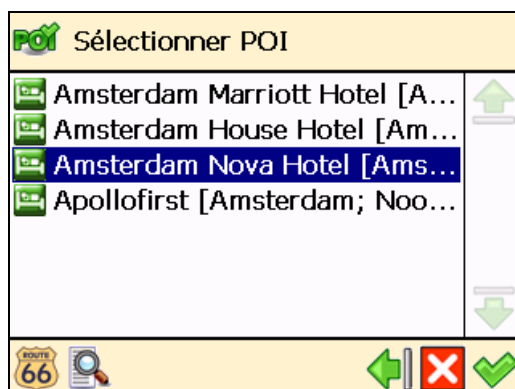 POI Sélectionner POI
Amsterdam Marriott Hotel [A...
Amsterdam House Hotel [Am...
Amsterdam Nova Hotel [Ams...
Apollofirst [Amsterdam; Noo...
ROUTE
66